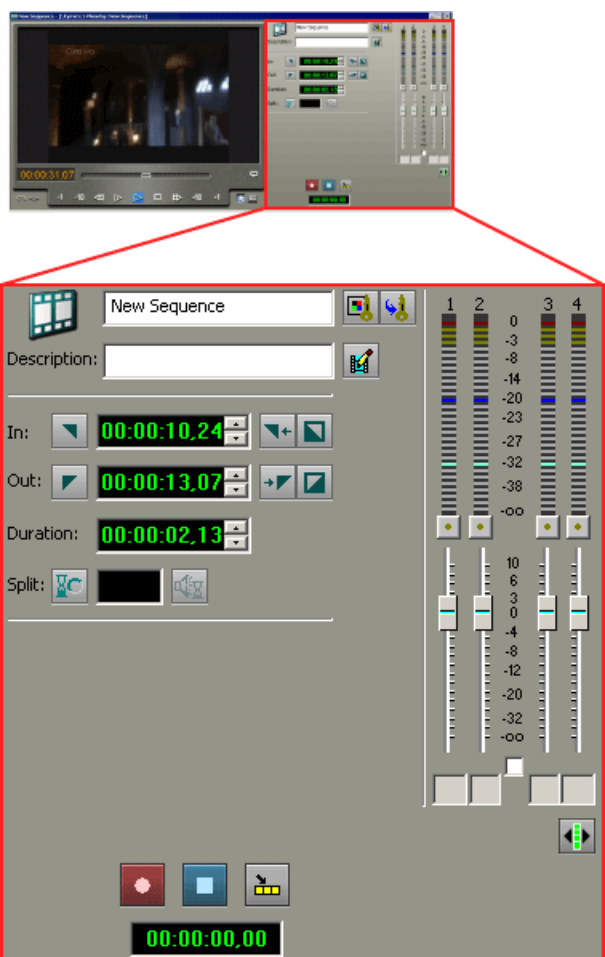 00:00:31,07
New Sequence
Description:
In:
00:00:10,24
Out:
00:00:13,07
Duration:
00:00:02,13
Split:
1 2 3 4
0
-3
-8
-14
-20
-23
-27
-32
-38
-oo
10
6
3
0
-4
-8
-12
-20
-32
-oo
00:00:00,00